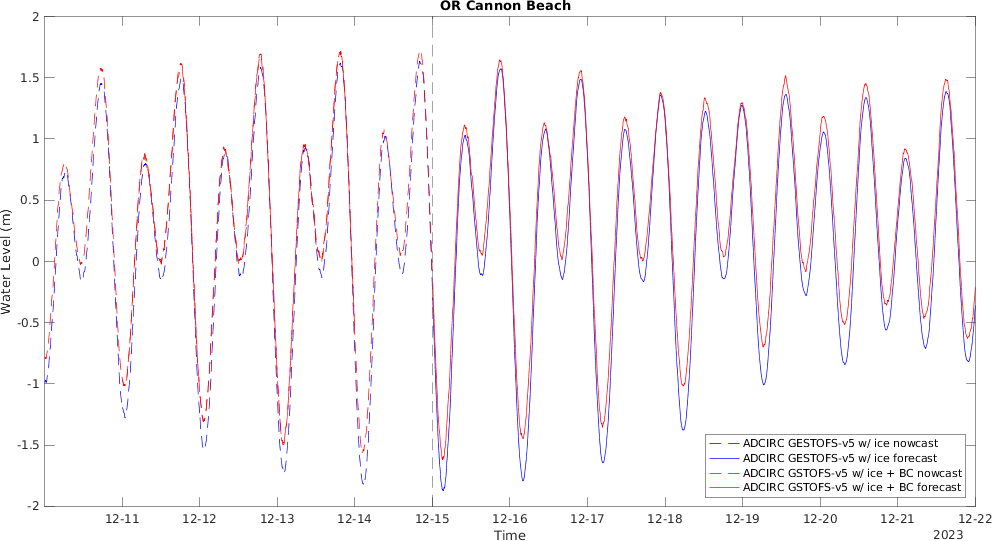 OR Cannon Beach
2
1.5
1
0.5
0
-0.5
-1
-1.5
-2
Water Level (m)
ADCIRC GESTOFS-v5 w/ ice nowcast
ADCIRC GESTOFS-v5 w/ ice forecast
ADCIRC GSTOFS-v5 w/ ice + BC nowcast
ADCIRC GSTOFS-v5 w/ ice + BC forecast
12-11 12-12 12-13 12-14 12-15 12-16 12-17 12-18 12-19 12-20 12-21 12-22
Time
2023